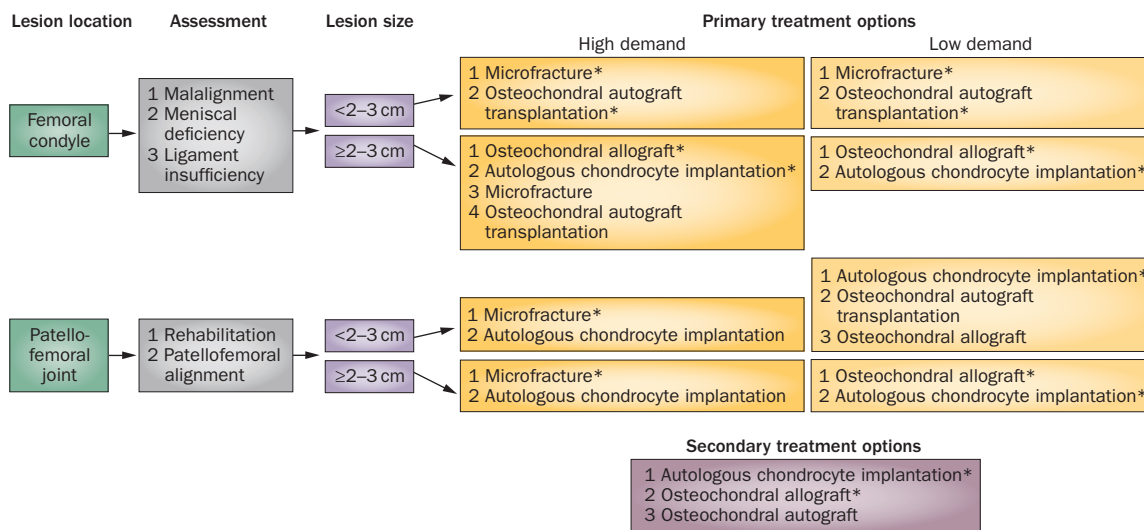 Lesion location
Assessment
Lesion size
Primary treatment options
High demand
Low demand
Femoral
condyle
1 Malalignment
2 Meniscal
deficiency
3 Ligament
insufficiency
<2–3 cm
≥2–3 cm
1 Microfracture*
2 Osteochondral autograft
transplantation*
1 Microfracture*
2 Osteochondral autograft
transplantation*
1 Osteochondral allograft*
2 Autologous chondrocyte implantation*
3 Microfracture
4 Osteochondral autograft
transplantation
1 Osteochondral allograft*
2 Autologous chondrocyte implantation*
Patello-
femoral
joint
1 Rehabilitation
2 Patellofemoral
alignment
<2–3 cm
≥2–3 cm
1 Microfracture*
2 Autologous chondrocyte implantation
1 Autologous chondrocyte implantation*
2 Osteochondral autograft
transplantation
3 Osteochondral allograft
1 Microfracture*
2 Autologous chondrocyte implantation
1 Osteochondral allograft*
2 Autologous chondrocyte implantation*
Secondary treatment options
1 Autologous chondrocyte implantation*
2 Osteochondral allograft*
3 Osteochondral autograft